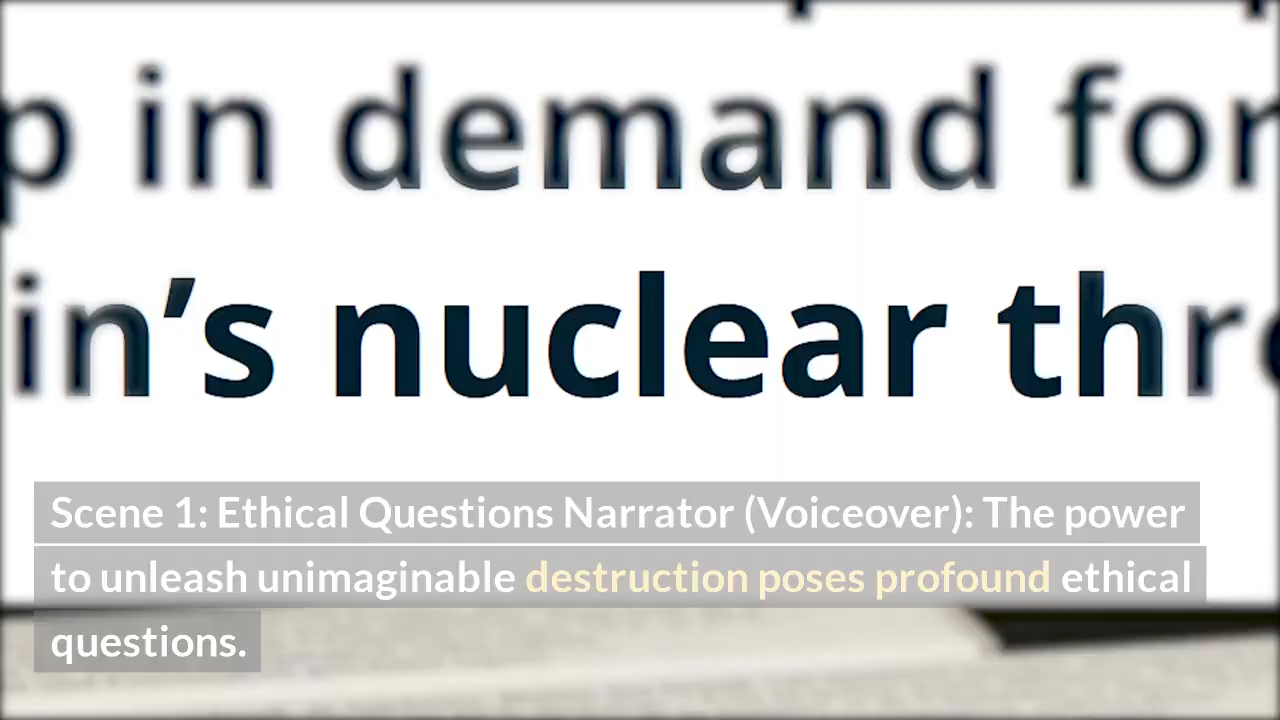 p in demand for
in's nuclear thre
Scene 1: Ethical Questions Narrator (Voiceover): The power
to unleash unimaginable destruction poses profound ethical
questions.